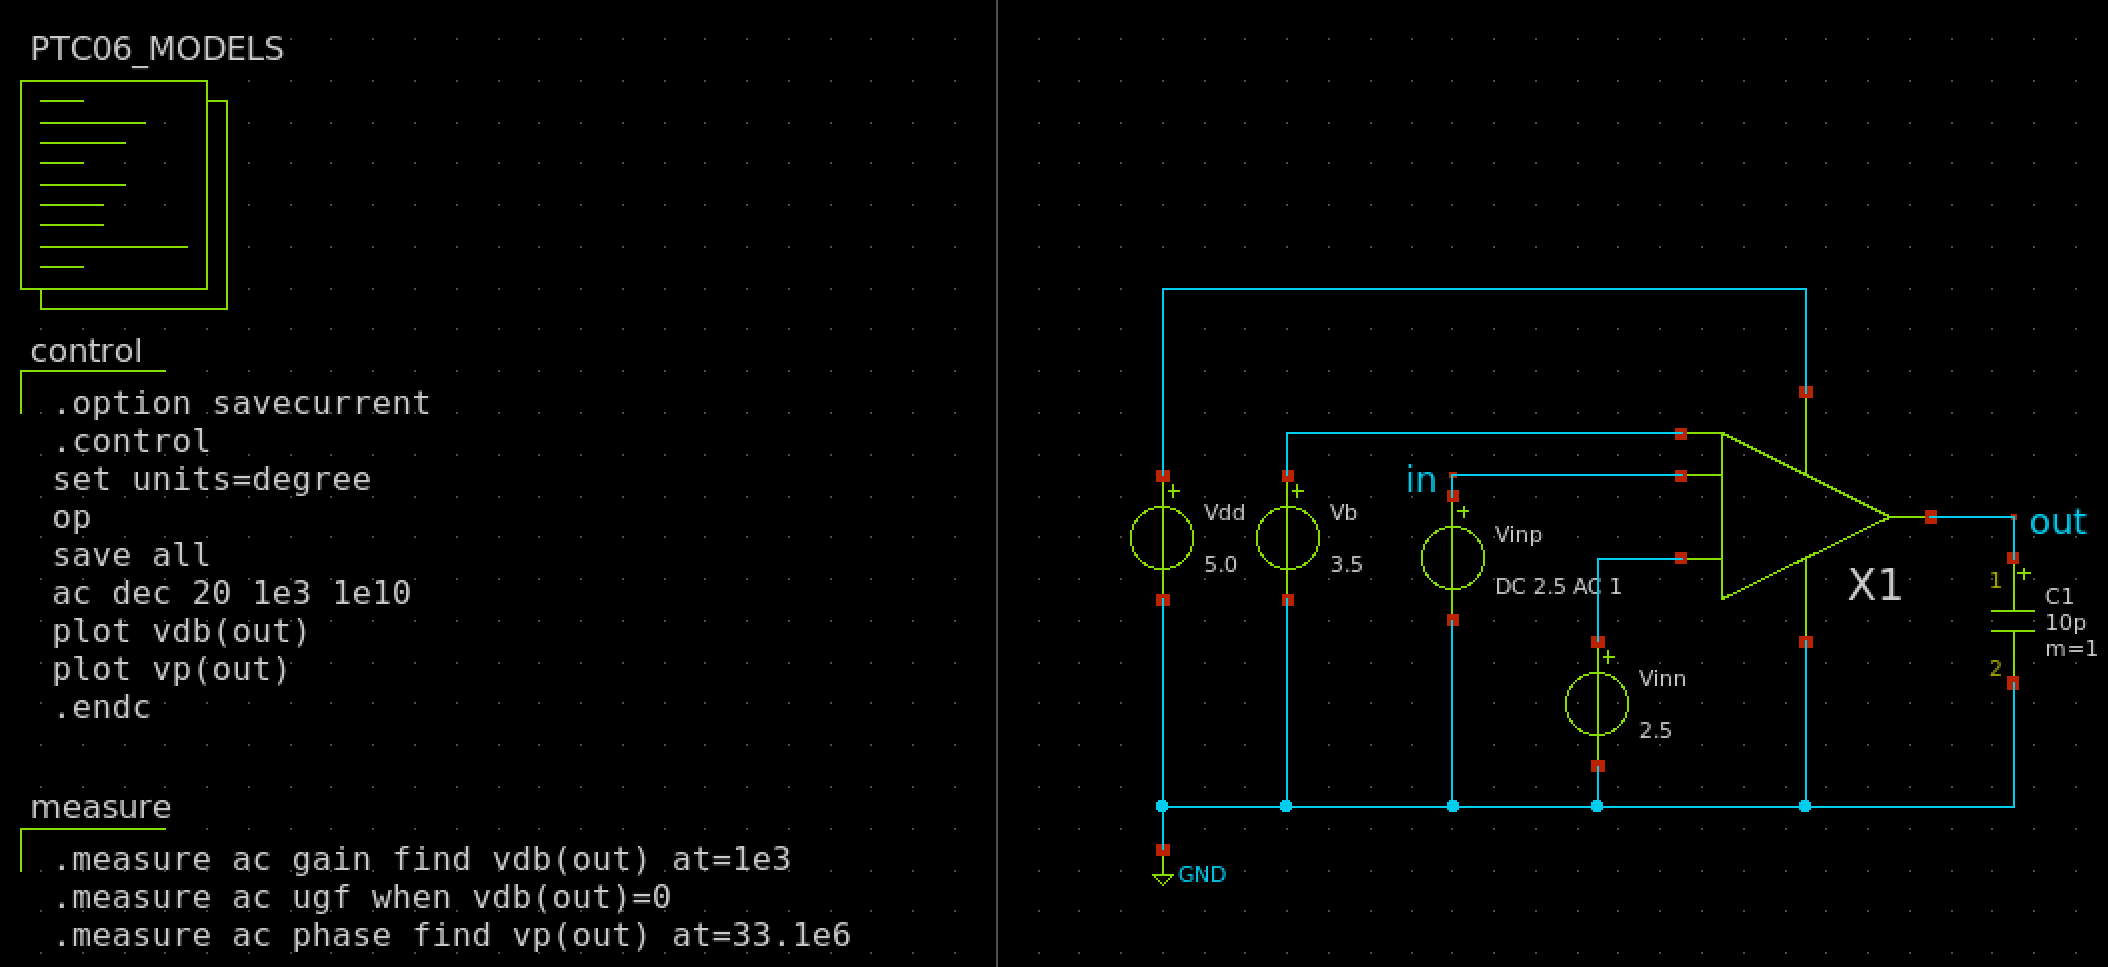 PTC06_MODELS
control
.option savecurrent
.control
set units=degree
op
save all
ac dec 20 1e3 1e10
plot vdb(out)
plot vp(out)
.endc
measure
.measure ac gain find vdb(out) at=1e3
.measure ac ugf when vdb(out)=0
.measure ac phase find vp(out) at=33.1e6
in
+
Vdd
5.0
+
Vb
3.5
+
Vinp
DC 2.5 AC 1
+
Vinn
2.5
X1
out
1
+
C1
10p
m=1
2
GND